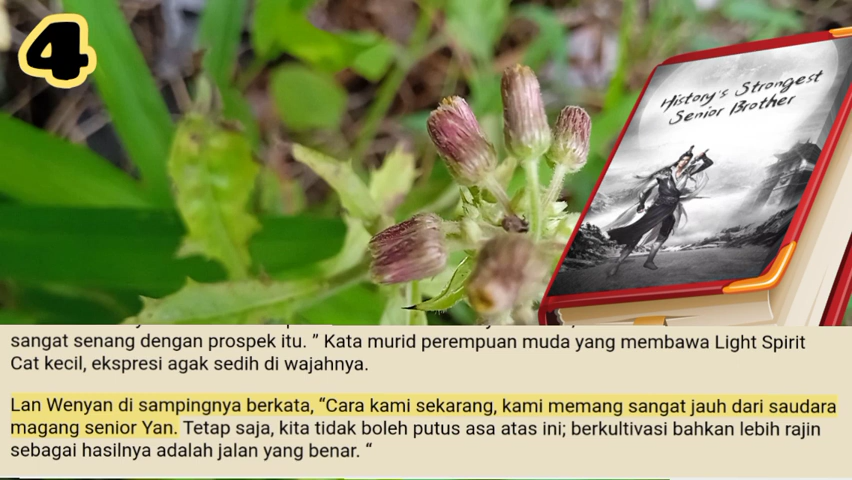 4
History's Strongest
Senior Brother
sangat senang dengan prospek itu. ” Kata murid perempuan muda yang membawa Light Spirit
Cat kecil, ekspresi agak sedih di wajahnya.
Lan Wenyan di sampingnya berkata, “Cara kami sekarang, kami memang sangat jauh dari saudara
magang senior Yan. Tetap saja, kita tidak boleh putus asa atas ini; berkultivasi bahkan lebih rajin
sebagai hasilnya adalah jalan yang benar. “